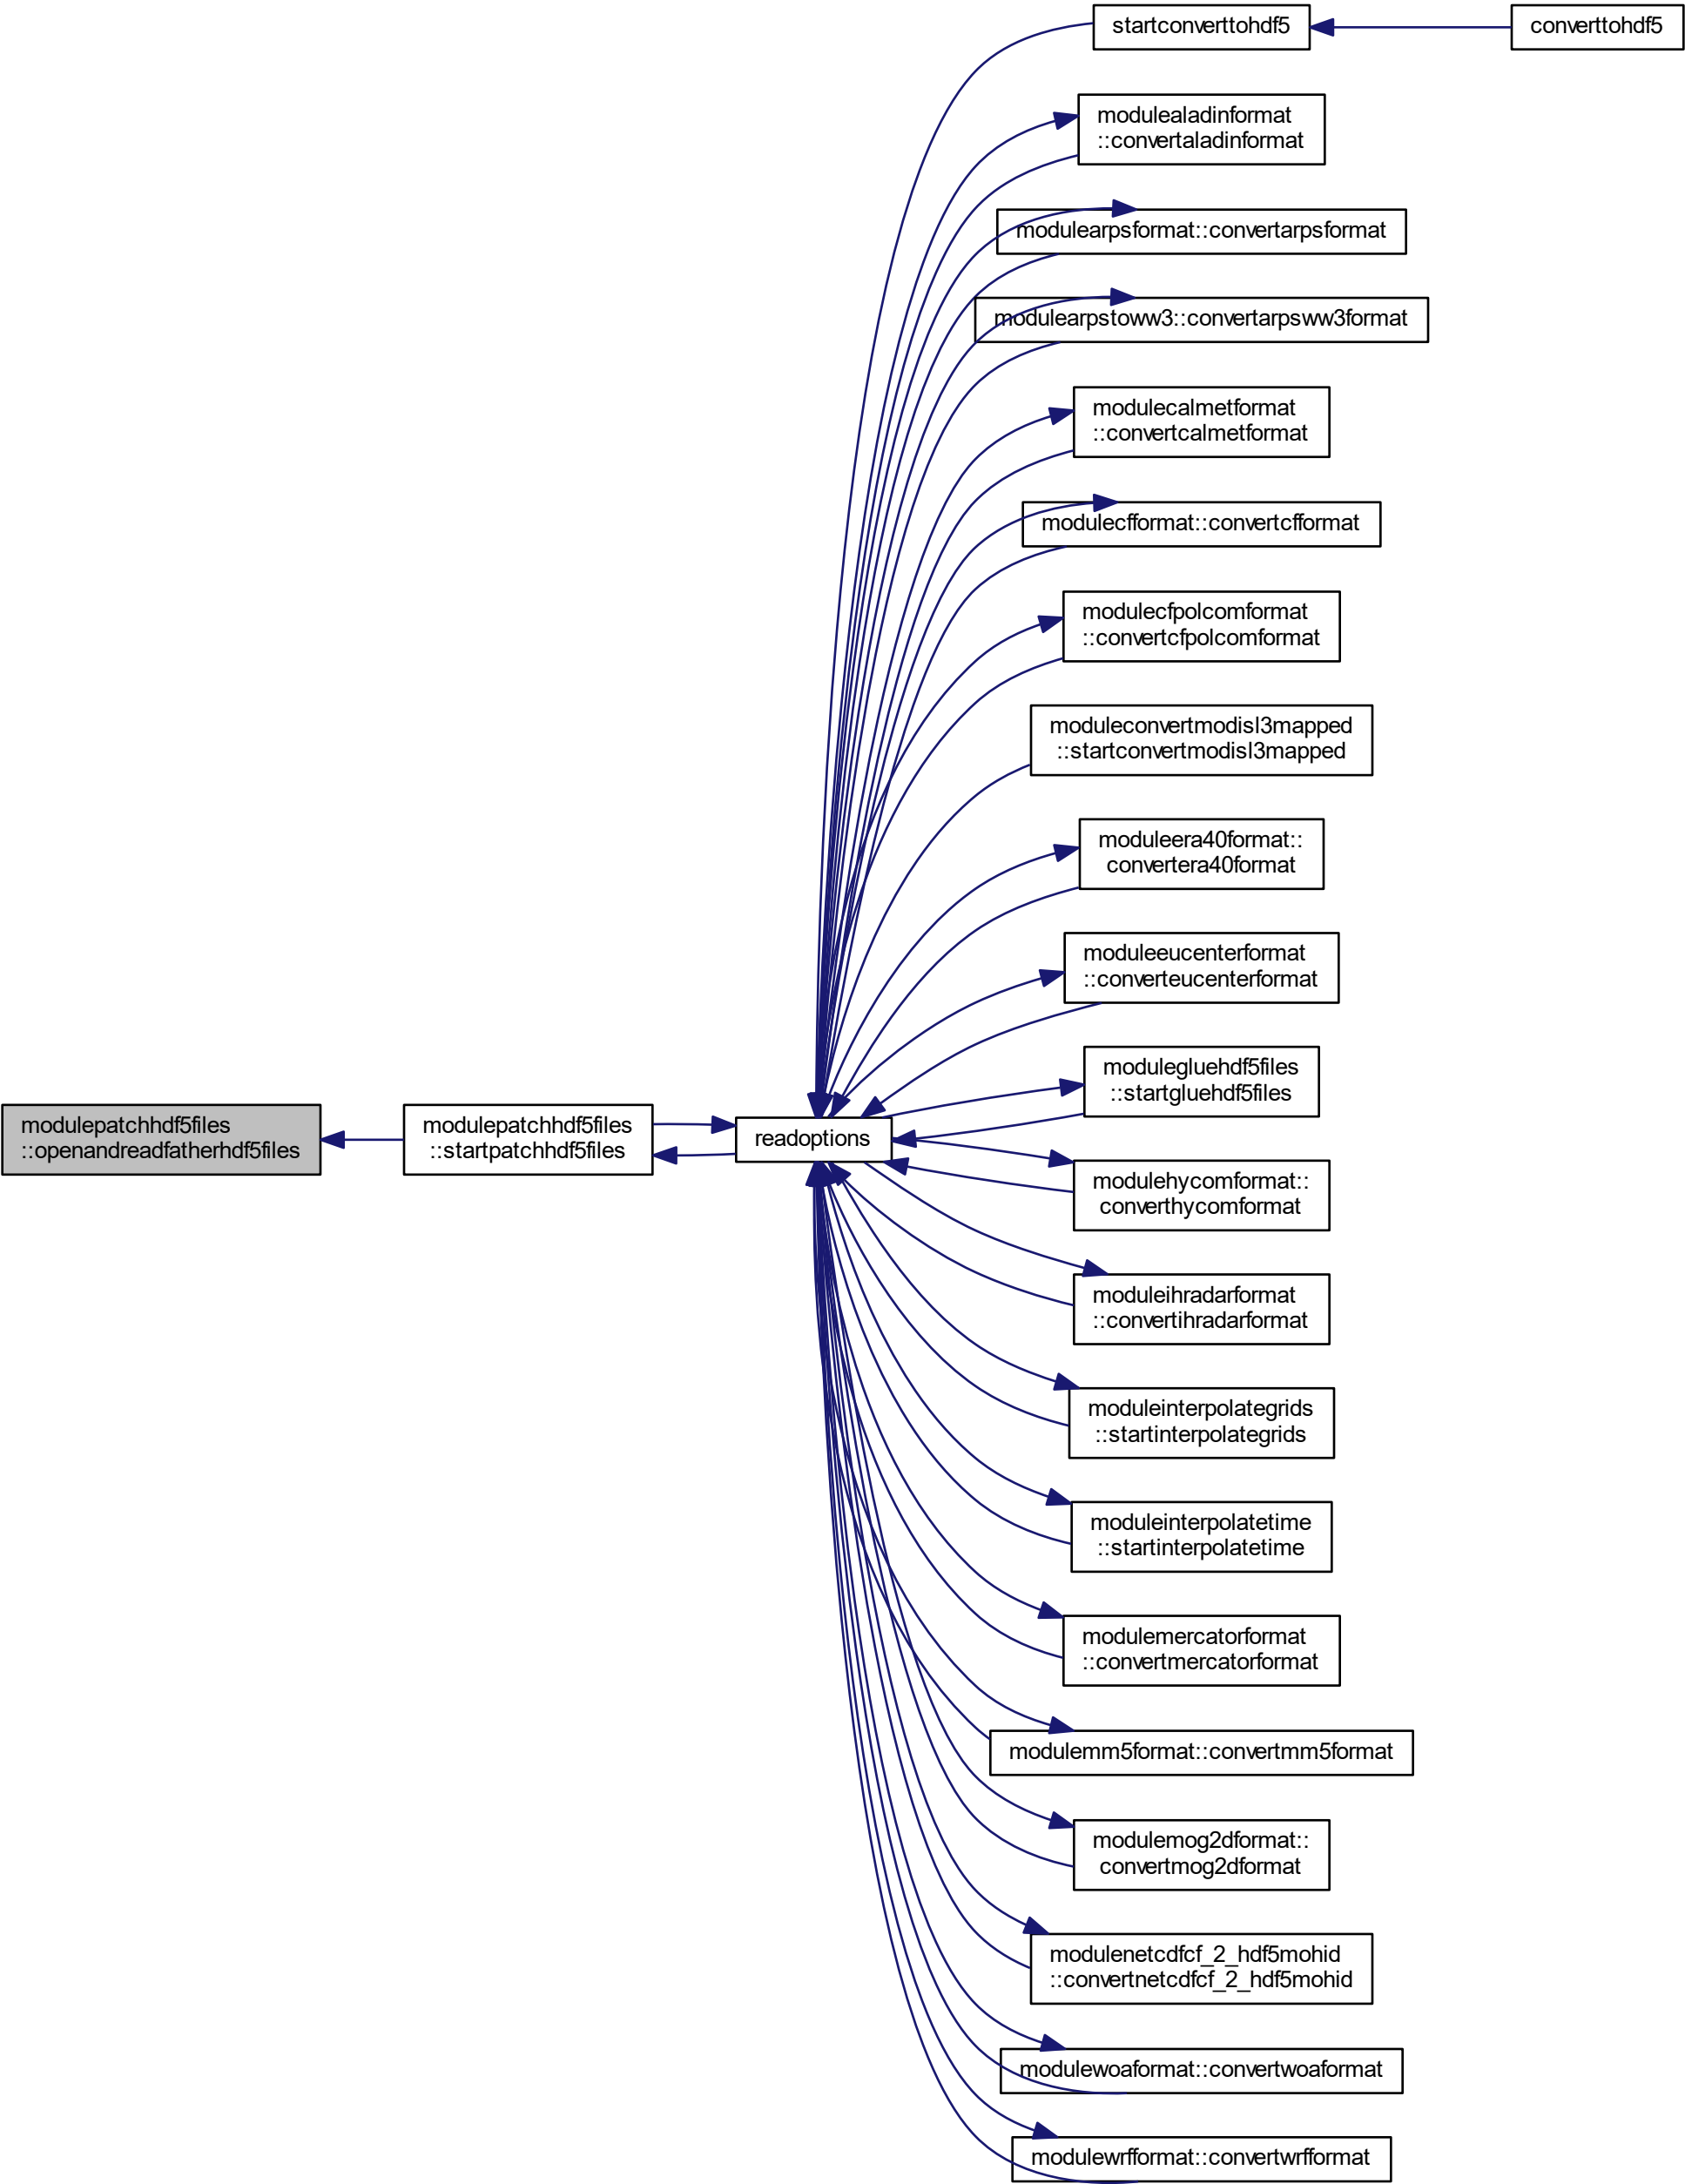 startconverttohdf5
converttohdf5
modulealadinformat
::convertaladinformat
modulearpsformat::convertarpsformat
modulearpstoww3::convertarpsww3format
modulecalmetformat
::convertcalmetformat
modulecfformat::convertcfformat
modulecfpolcomformat
::convertcfpolcomformat
moduleconvertmodisl3mapped
::startconvertmodisl3mapped
moduleera40format::
convertera40format
moduleeucenterformat
::converteucenterformat
modulegluehdf5files
::startgluehdf5files
modulepatchhdf5files
::openandreadfatherhdf5files
modulepatchhdf5files
::startpatchhdf5files
readoptions
modulehycomformat::
converthycomformat
moduleihradarformat
::convertihradarformat
moduleinterpolategrids
::startinterpolategrids
moduleinterpolatetime
::startinterpolatetime
modulemercatorformat
::convertmercatorformat
modulemm5format::convertmm5format
modulemog2dformat::
convertmog2dformat
modulenetcdfcf_2_hdf5mohid
::convertnetcdfcf_2_hdf5mohid
modulewoaformat::convertwoaformat
modulewrfformat::convertwrfformat